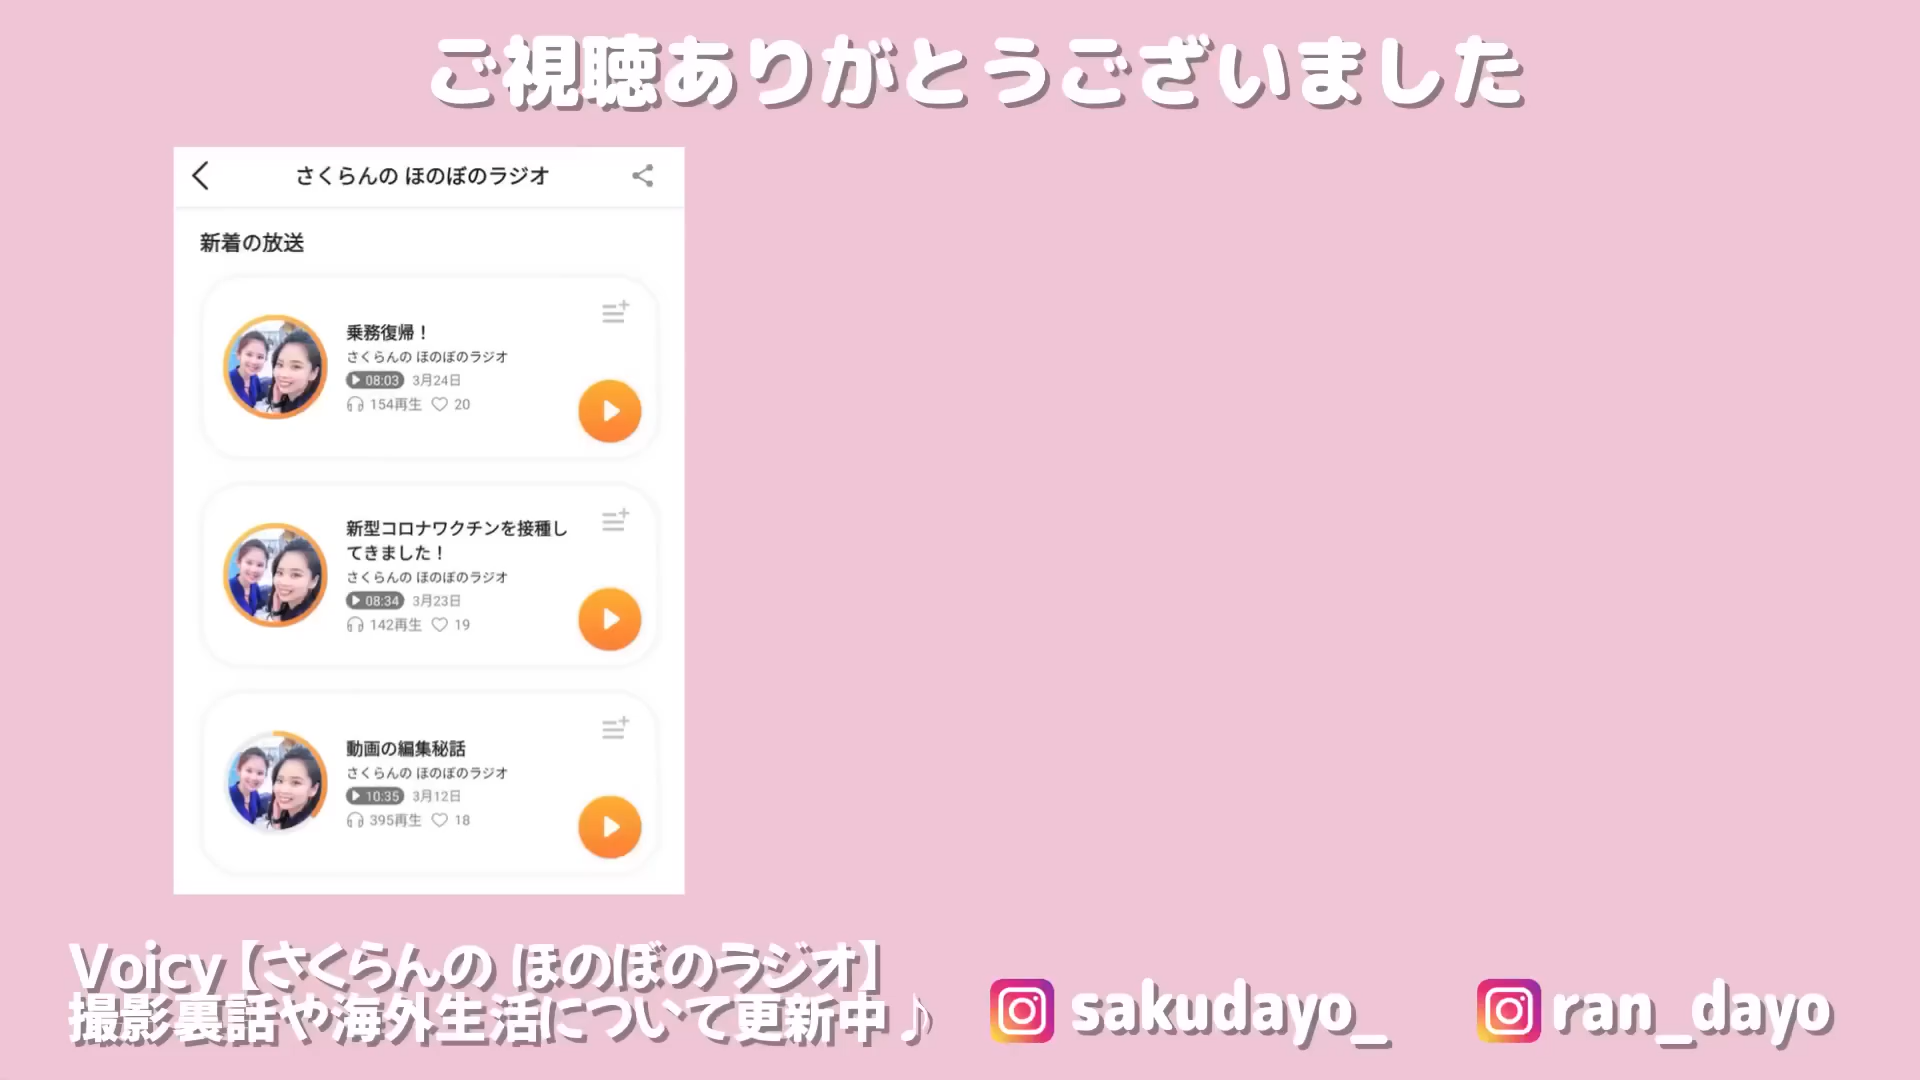 ご視聴ありがとうございました
さくらんの ほのぼのラジオ
新着の放送
乗務復帰！
さくらんの ほのぼのラジオ
08:03 3月24日
154再生 20
新型コロナワクチンを接種し
てきました！
さくらんの ほのぼのラジオ
08:34 3月23日
142再生 19
動画の編集秘話
さくらんの ほのぼのラジオ
10:35 3月12日
395再生 18
Voicy【さくらんの ほのぼのラジオ】
撮影裏話や海外生活について更新中♪
sakudayo_
ran_dayo